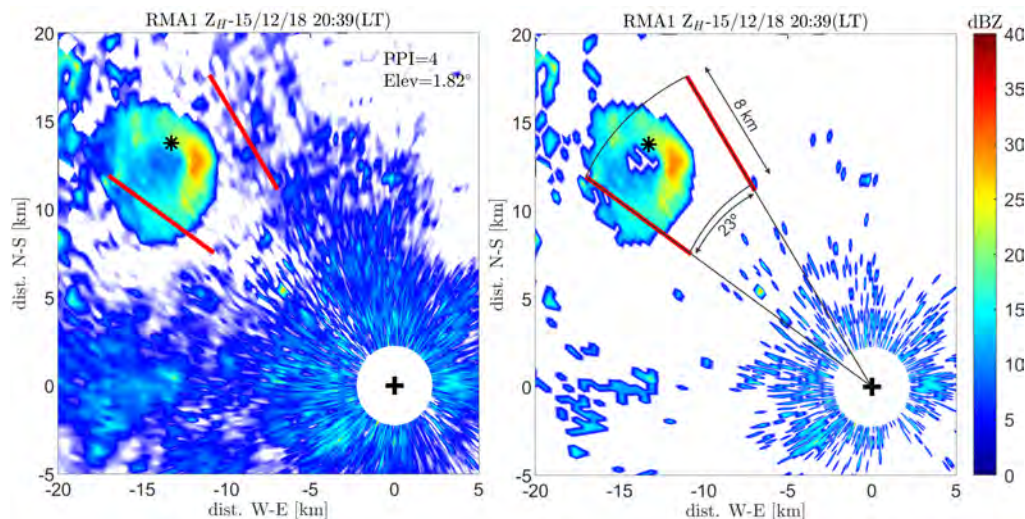 RMA1 Z_H-15/12/18 20:39(LT)
PPI=4
Elev=1.82°
20
15
10
5
0
-5
dist. N-S [km]
-20 -15 -10 -5 0 5
dist. W-E [km]
RMA1 Z_H-15/12/18 20:39(LT)
8 km
23°
20
15
10
5
0
-5
dist. N-S [km]
-20 -15 -10 -5 0 5
dist. W-E [km]
dBZ
40
35
30
25
20
15
10
5
0